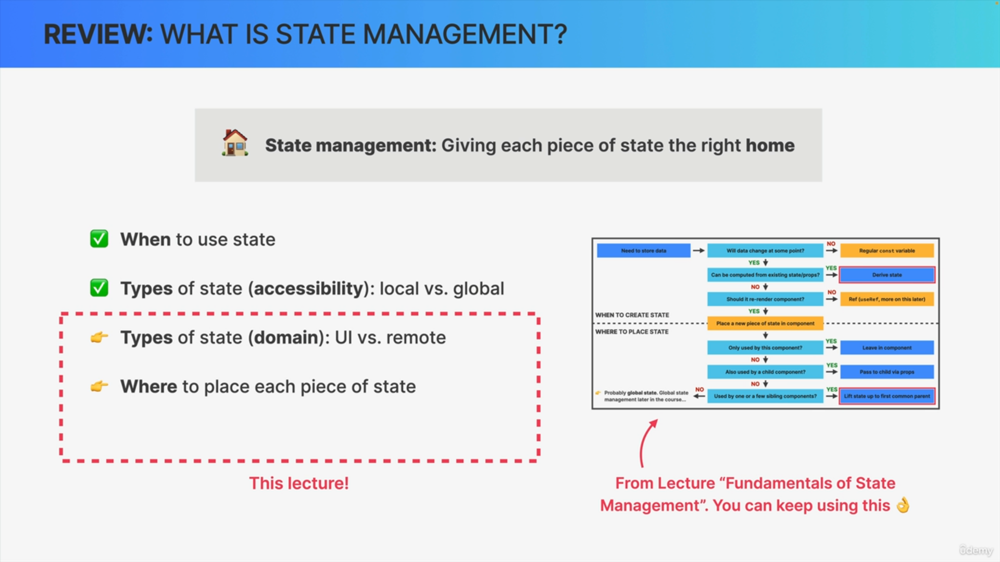 REVIEW: WHAT IS STATE MANAGEMENT?
State management: Giving each piece of state the right home
When to use state
Types of state (accessibility): local vs. global
Types of state (domain): UI vs. remote
Where to place each piece of state
This lecture!
Need to store data
Will data change at some point?
NO
Regular const variable
YES
Can be computed from existing state/props?
YES
Derive state
NO
Should it re-render component?
NO
Ref (useRef, more on this later)
YES
WHEN TO CREATE STATE
Place a new piece of state in component
WHERE TO PLACE STATE
Only used by this component?
YES
Leave in component
NO
Also used by a child component?
YES
Pass to child via props
NO
Used by one or a few sibling components?
YES
Lift state up to first common parent
NO
Probably global state. Global state
management later in the course...
From Lecture “Fundamentals of State
Management”. You can keep using this
ûdemy